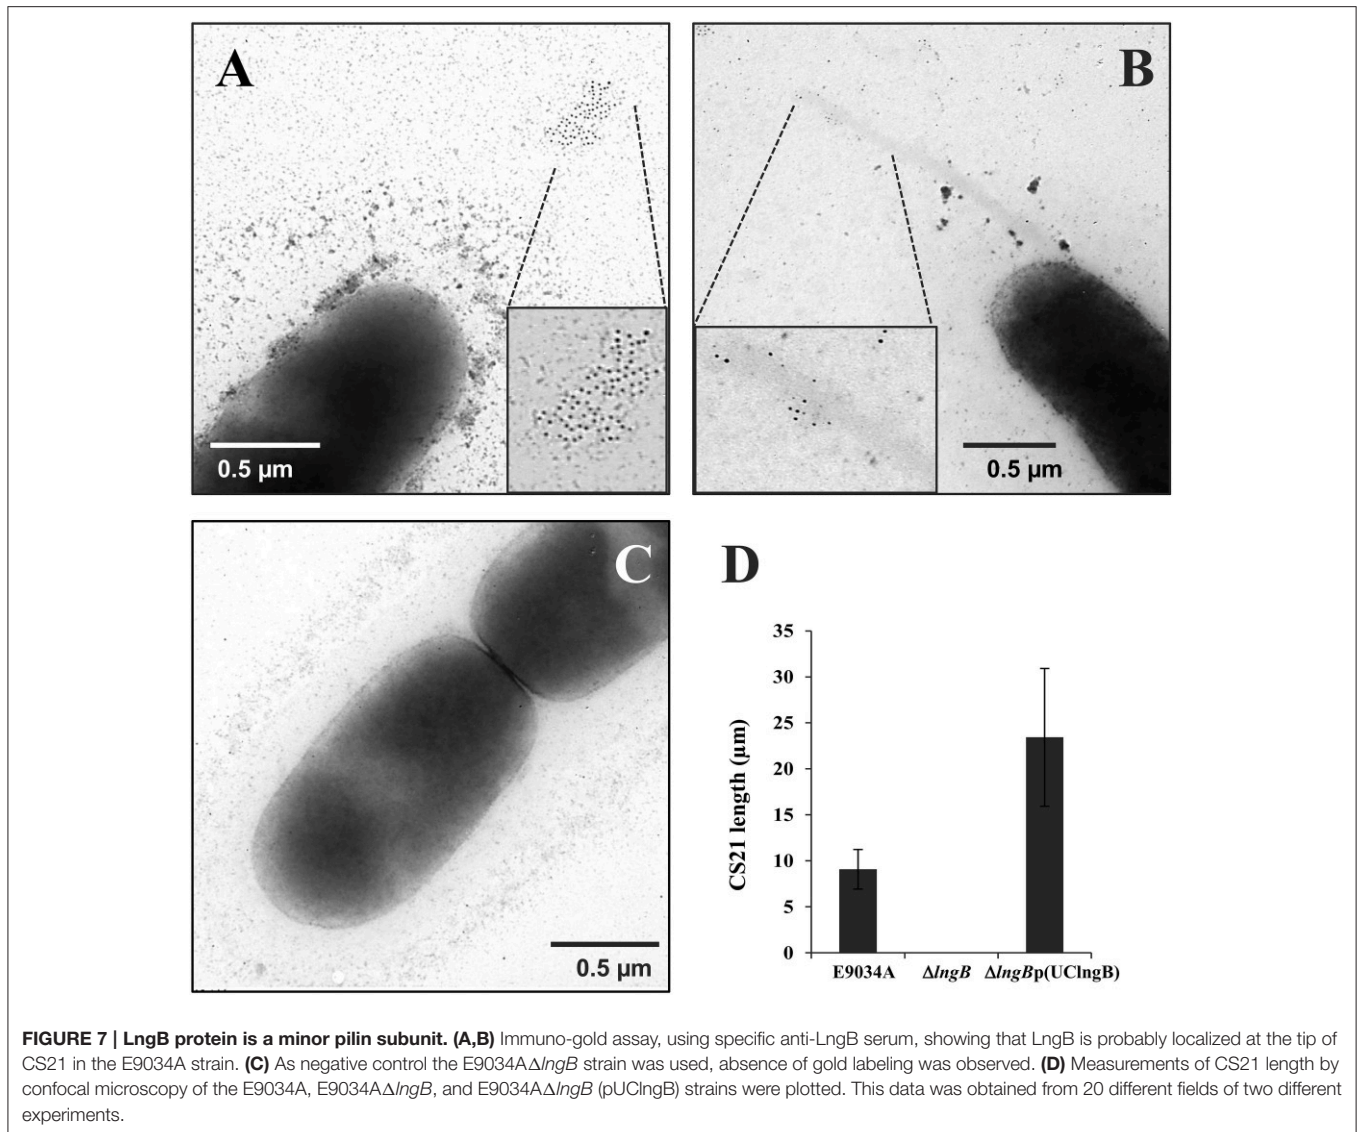 A
B
0.5 µm
0.5 µm
C
0.5 µm
D
35
30
25
20
15
10
5
0
CS21 length (µm)
E9034A ΔlngB ΔlngBp(UClngB)
FIGURE 7 | LngB protein is a minor pilin subunit. (A,B) Immuno-gold assay, using specific anti-LngB serum, showing that LngB is probably localized at the tip of
CS21 in the E9034A strain. (C) As negative control the E9034AΔlngB strain was used, absence of gold labeling was observed. (D) Measurements of CS21 length by
confocal microscopy of the E9034A, E9034AΔlngB, and E9034AΔlngB (pUClngB) strains were plotted. This data was obtained from 20 different fields of two different
experiments.